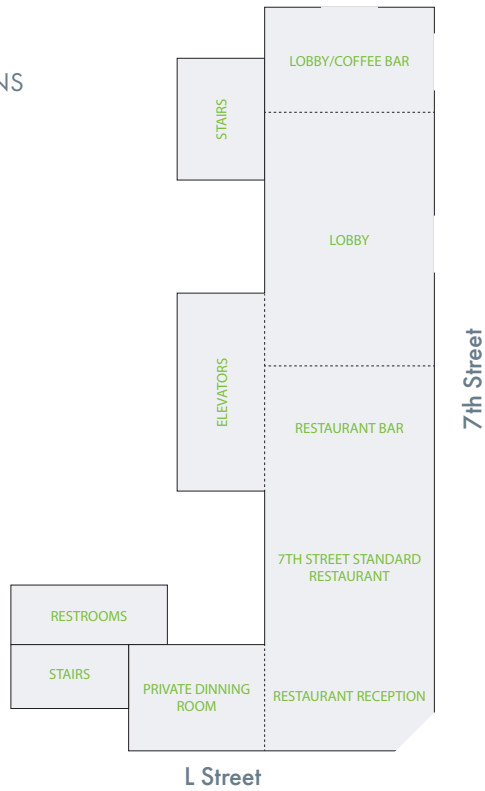 LOBBY/COFFEE BAR
NS
STAIRS
LOBBY
ELEVATORS
7th Street
RESTAURANT BAR
7TH STREET STANDARD
RESTAURANT
RESTROOMS
STAIRS
PRIVATE DINNING
ROOM
RESTAURANT RECEPTION
L Street